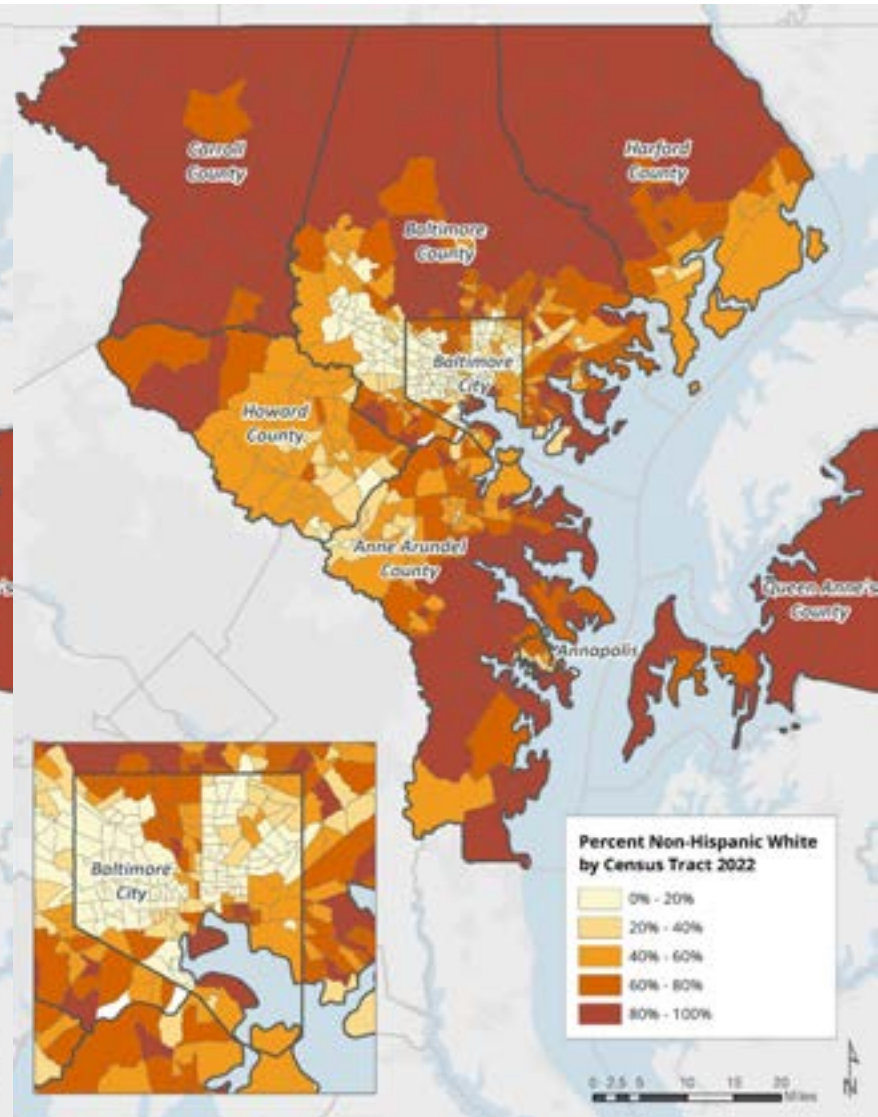 Carroll
County
Harford
County
Baltimore
County
Baltimore
City
Howard
County
Anne Arundel
County
Queen Anne's
County
's
Annapolis
Baltimore
City
Percent Non-Hispanic White
by Census Tract 2022
0% - 20%
20% - 40%
40% - 60%
60% - 80%
80% - 100%
0 2.5 5 10 15 20
Miles
N